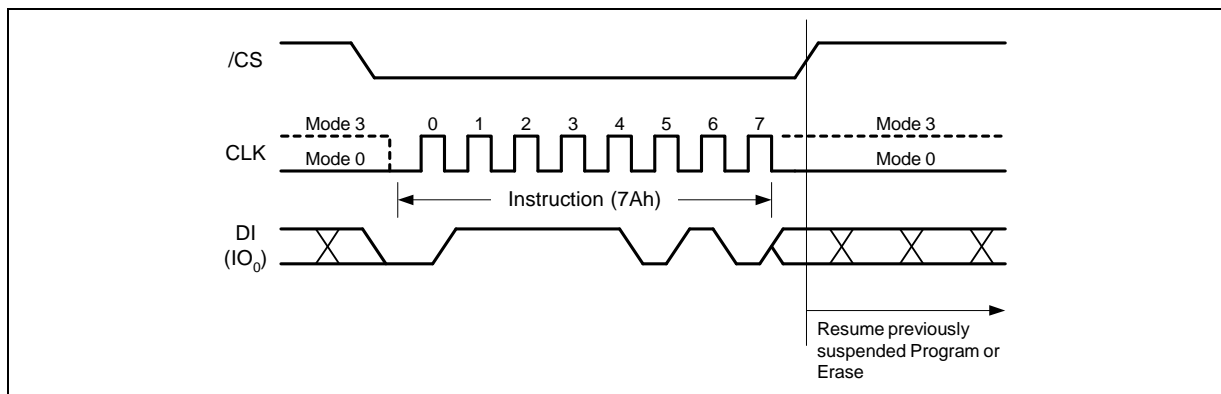 /CS
Mode 3
0 1 2 3 4 5 6 7
Mode 3
CLK
Mode 0
Mode 0
Instruction (7Ah)
DI
(IO₀)
Resume previously
suspended Program or
Erase